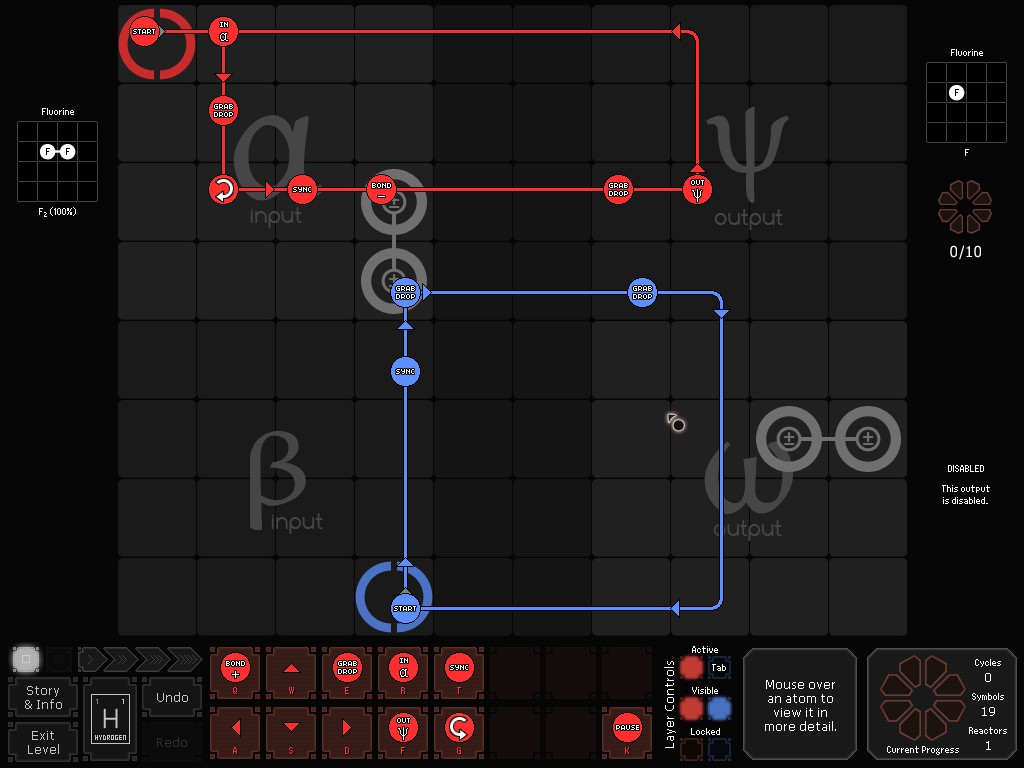 START
IN
α
Fluorine
F
F
0/10
Fluorine
F-F
F₂ (100%)
GRAB
DROP
α
input
SYNC
BOND
−
GRAB
DROP
OUT
ψ
ψ
output
GRAB
DROP
GRAB
DROP
SYNC
β
input
ω
output
DISABLED
This output
is disabled.
START
Story
& Info
Exit
Level
1 1
H
HYDROGEN
Undo
Redo
BOND
+
Q
W
GRAB
DROP
E
IN
α
R
SYNC
T
A
S
D
OUT
ψ
F
G
PAUSE
K
Layer Controls
Active
Tab
Visible
Locked
Mouse over
an atom to
view it in
more detail.
Cycles
0
Symbols
19
Reactors
1
Current Progress